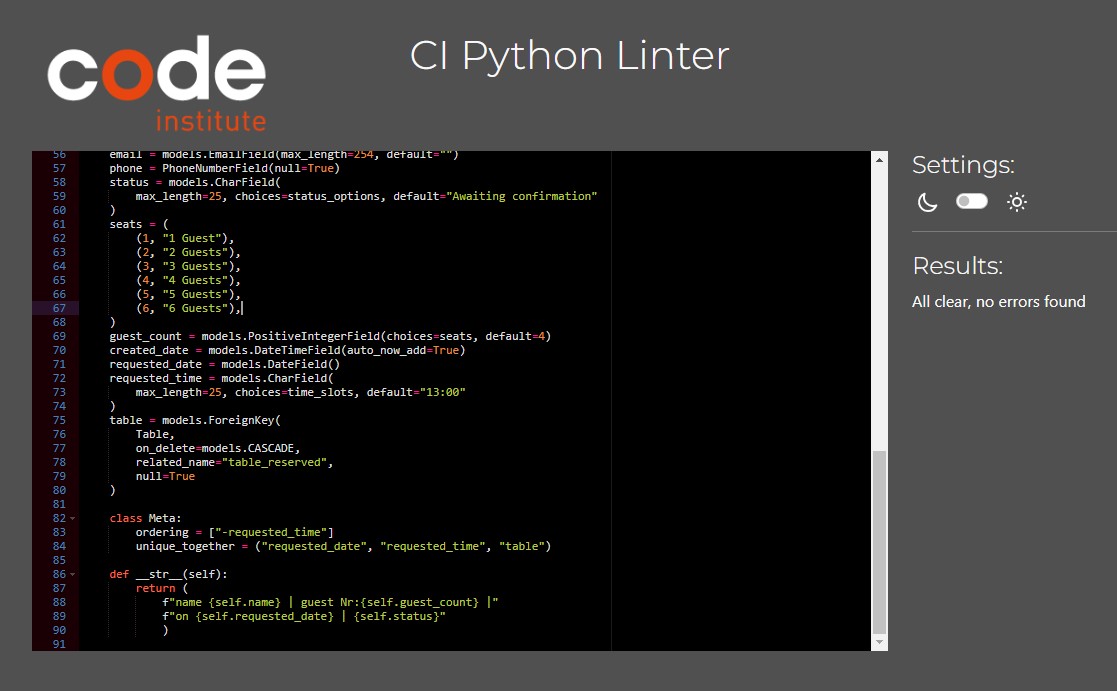 code
institute
CI Python Linter
56 email = models.EmailField(max_length=254, default="")
57 phone = PhoneNumberField(null=True)
58 status = models.CharField(
59 max_length=25, choices=status_options, default="Awaiting confirmation"
60 )
61 seats = (
62 (1, "1 Guest"),
63 (2, "2 Guests"),
64 (3, "3 Guests"),
65 (4, "4 Guests"),
66 (5, "5 Guests"),
67 (6, "6 Guests"),
68 )
69 guest_count = models.PositiveIntegerField(choices=seats, default=4)
70 created_date = models.DateTimeField(auto_now_add=True)
71 requested_date = models.DateField()
72 requested_time = models.CharField(
73 max_length=25, choices=time_slots, default="13:00"
74 )
75 table = models.ForeignKey(
76 Table,
77 on_delete=models.CASCADE,
78 related_name="table_reserved",
79 null=True
80 )
81
82 class Meta:
83 ordering = ["-requested_time"]
84 unique_together = ("requested_date", "requested_time", "table")
85
86 def __str__(self):
87 return (
88 f"name {self.name} | guest Nr:{self.guest_count} |"
89 f"on {self.requested_date} | {self.status}"
90 )
91
Settings:
Results:
All clear, no errors found